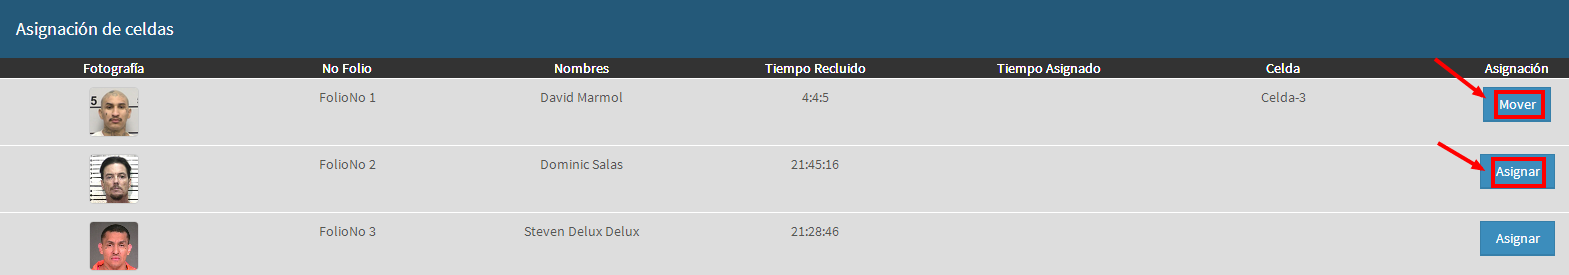 Asignación de celdas
Fotografía No Folio Nombres Tiempo Recluido Tiempo Asignado Celda Asignación
5 FolioNo 1 David Marmol 4:4:5 Celda-3 Mover
FolioNo 2 Dominic Salas 21:45:16 Asignar
FolioNo 3 Steven Delux Delux 21:28:46 Asignar